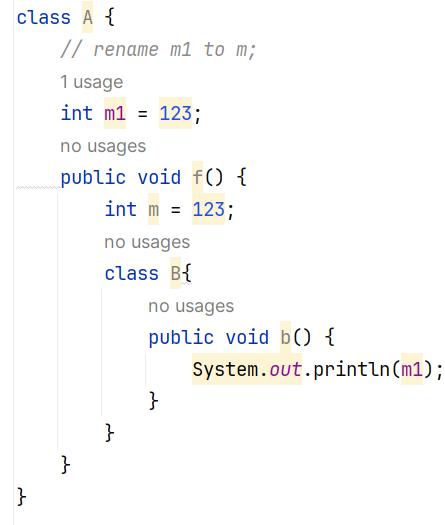 class A {
// rename m1 to m;
1 usage
int m1 = 123;
no usages
public void f() {
int m = 123;
no usages
class B{
no usages
public void b() {
System.out.println(m1);
}
}
}
}